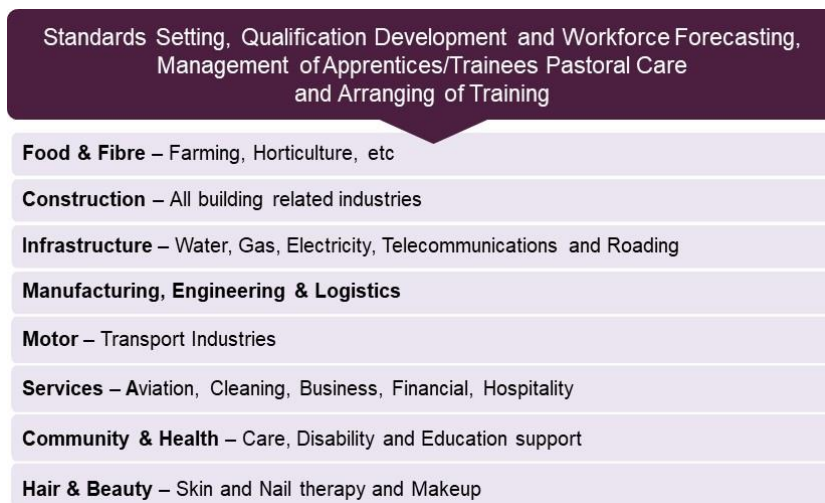 Standards Setting, Qualification Development and Workforce Forecasting,
Management of Apprentices/Trainees Pastoral Care
and Arranging of Training
Food & Fibre – Farming, Horticulture, etc
Construction – All building related industries
Infrastructure – Water, Gas, Electricity, Telecommunications and Roading
Manufacturing, Engineering & Logistics
Motor – Transport Industries
Services – Aviation, Cleaning, Business, Financial, Hospitality
Community & Health – Care, Disability and Education support
Hair & Beauty – Skin and Nail therapy and Makeup